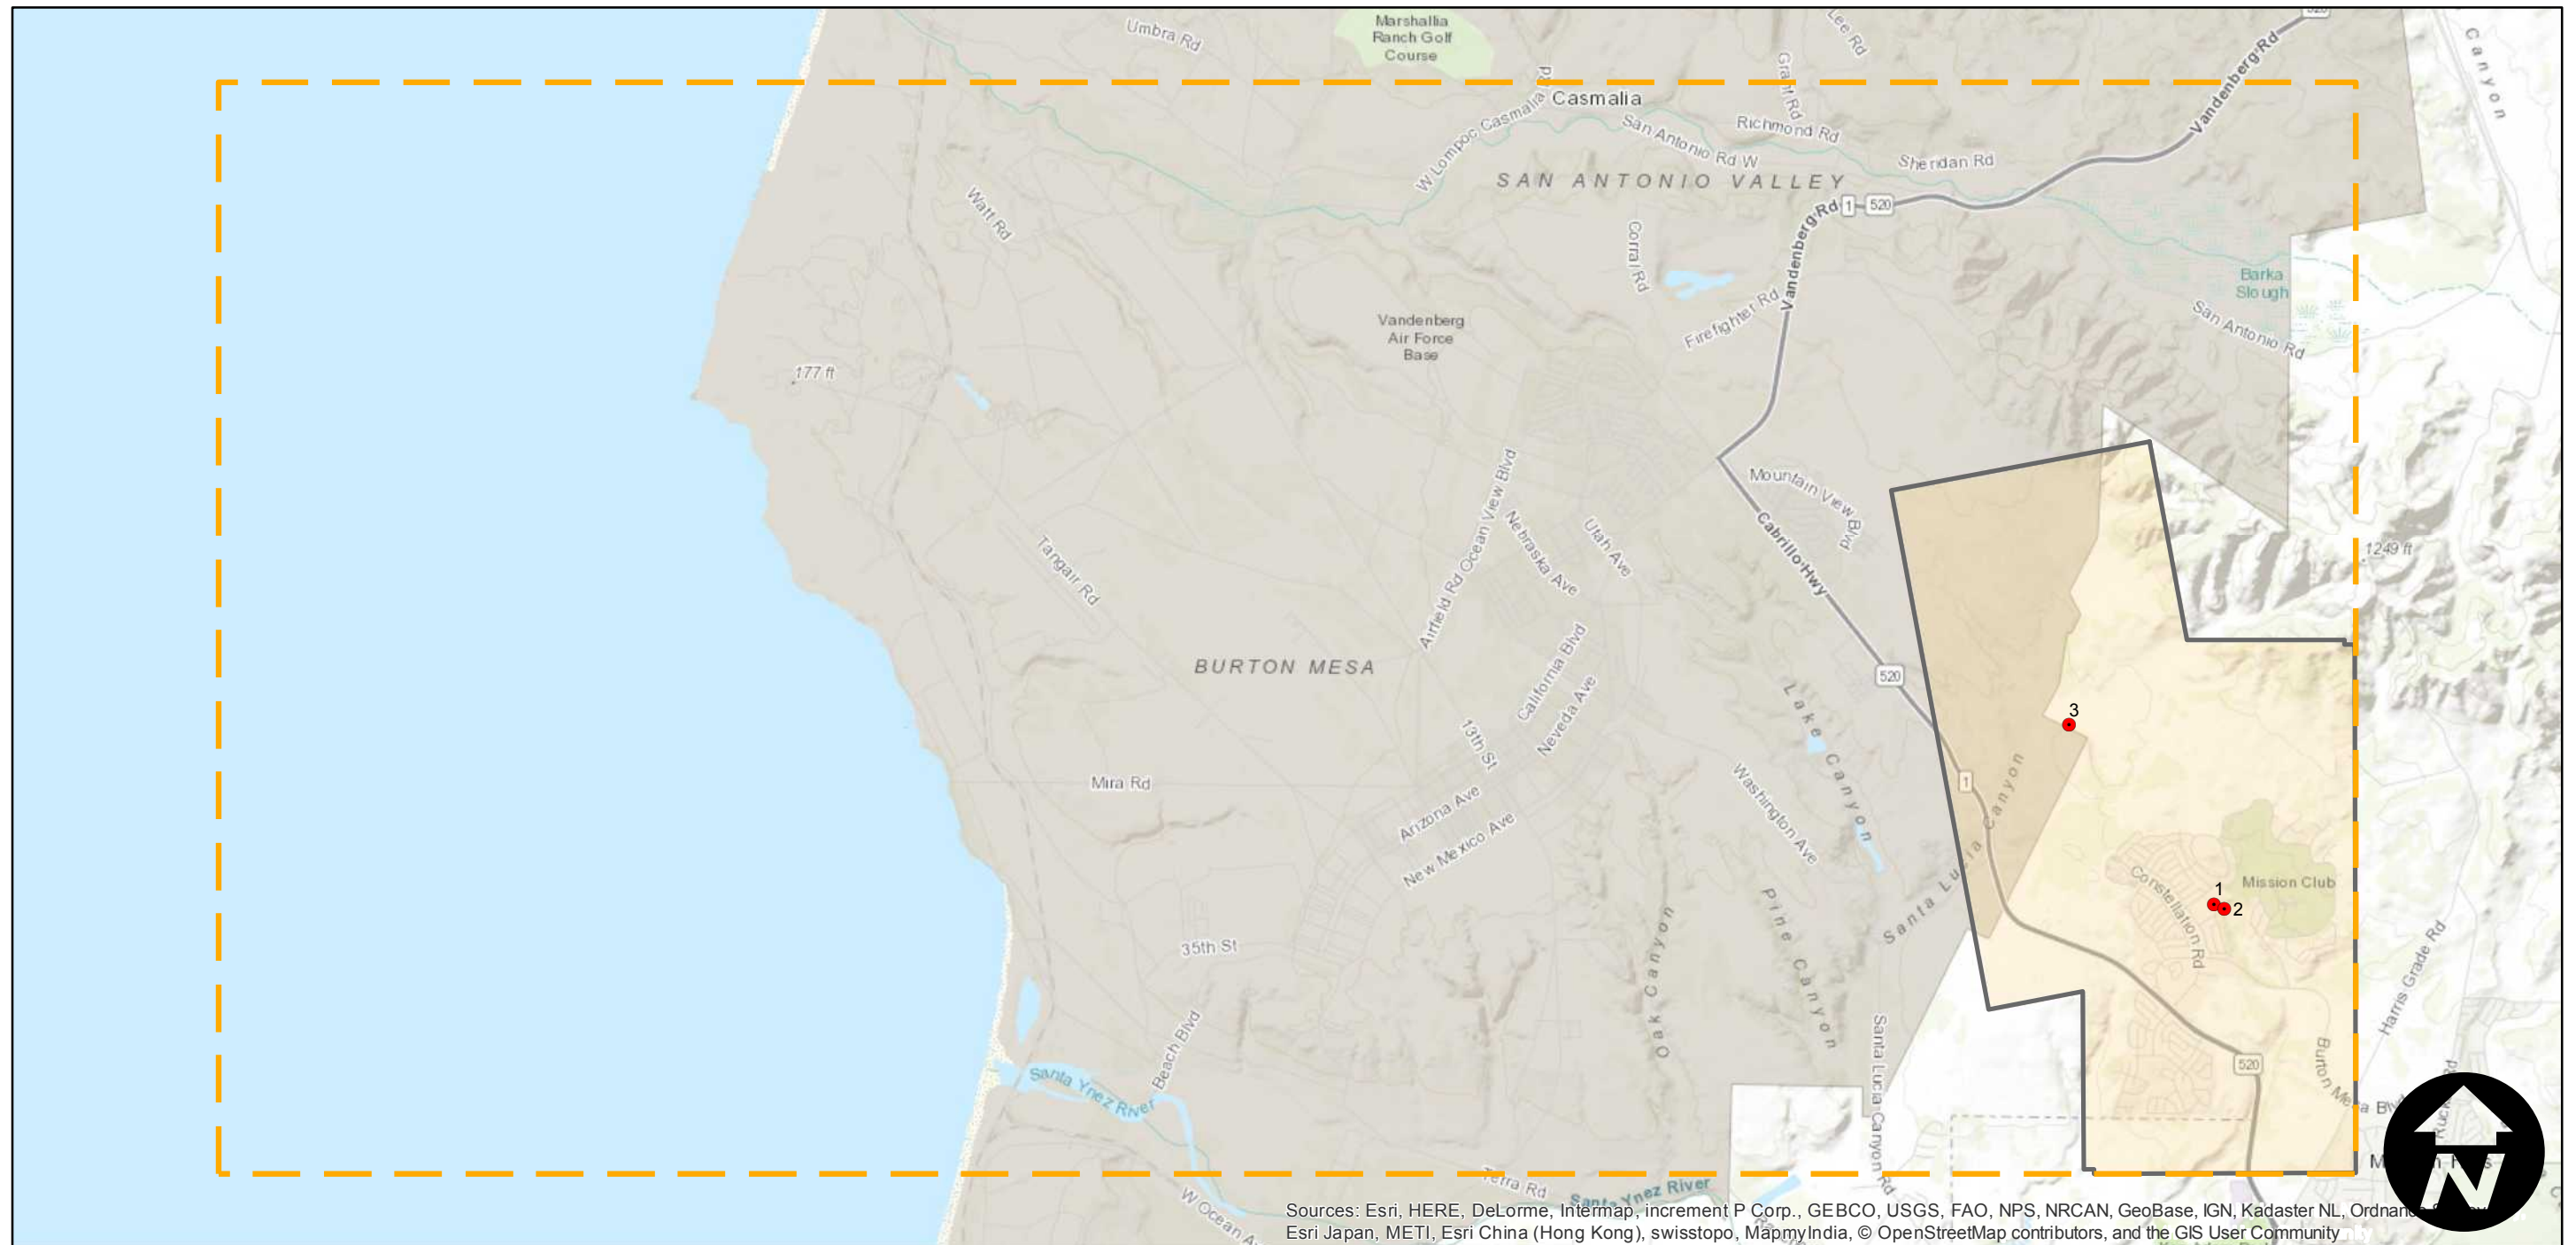 Umbra Rd
Marshallia
Ranch Golf
Course
Lee Rd
520
Canyon
Vandenberg Rd
Grant Rd
Casmalia
W Lompoc Casmalia Rd
San Antonio Rd W
Richmond Rd
Sheridan Rd
SAN ANTONIO VALLEY
Vandenberg Rd
1
520
Watt Rd
Corral Rd
Vandenberg Rd
Firefighter Rd
Barka
Slough
San Antonio Rd
Vandenberg
Air Force
Base
177 ft
Airfield Rd Ocean View Blvd
Mountain View Blvd
Cabrillo Hwy
Nebraska Ave
Utah Ave
Tangair Rd
1249 ft
BURTON MESA
California Blvd
Neveda Ave
520
Lake Canyon
3
13th St
Mira Rd
Washington Ave
1
Arizona Ave
New Mexico Ave
Santa Lucia Canyon
Constellation Rd
Mission Club
1
2
35th St
Oak Canyon
Pine Canyon
Harris Grade Rd
Santa Ynez River
Beach Blvd
Santa Lucia Canyon Rd
520
Burton Mesa Blvd
N
W Ocean A
Terra Rd
Santa Ynez River
Sources: Esri, HERE, DeLorme, Intermap, increment P Corp., GEBCO, USGS, FAO, NPS, NRCAN, GeoBase, IGN, Kadaster NL, Ordnance
Esri Japan, METI, Esri China (Hong Kong), swisstopo, MapmyIndia, © OpenStreetMap contributors, and the GIS User Community